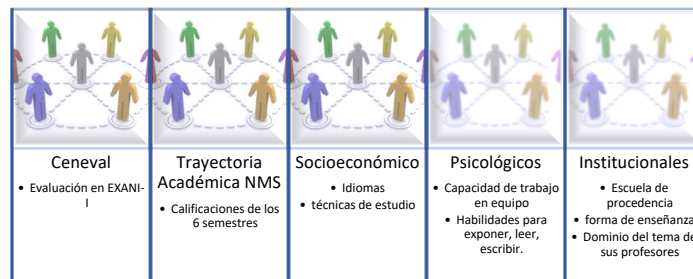 Ceneval
• Evaluación en EXANI-
I
Trayectoria
Académica NMS
• Calificaciones de los
6 semestres
Socioeconómico
• Idiomas
• técnicas de estudio
Psicológicos
• Capacidad de trabajo
en equipo
• Habilidades para
exponer, leer,
escribir.
Institucionales
• Escuela de
procedencia
• forma de enseñanza
• Dominio del tema de
sus profesores